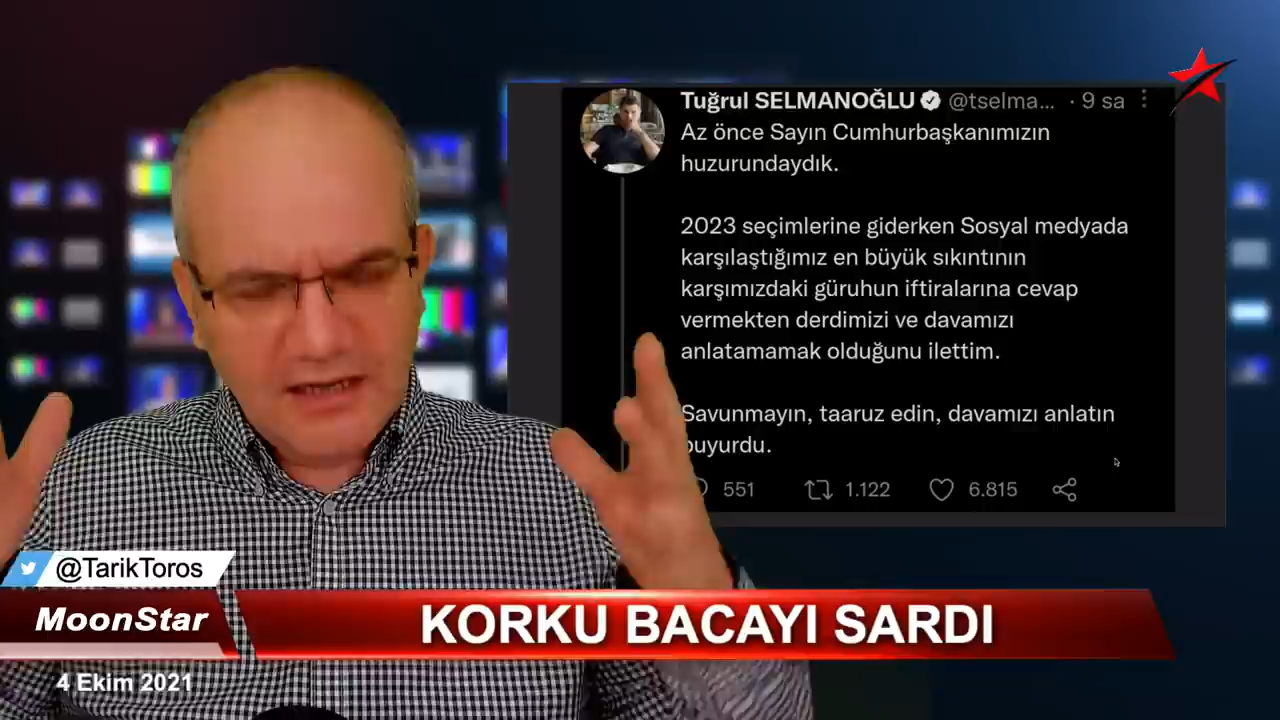 Tuğrul SELMANOĞLU @tselma... · 9 sa
Az önce Sayın Cumhurbaşkanımızın
huzurundaydık.
2023 seçimlerine giderken Sosyal medyada
karşılaştığımız en büyük sıkıntının
karşımızdaki güruhun iftiralarına cevap
vermekten derdimizi ve davamızı
anlatamamak olduğunu ilettim.
Savunmayın, taaruz edin, davamızı anlatın
buyurdu.
551 1.122 6.815
@TarikToros
MoonStar
KORKU BACAYI SARDI
4 Ekim 2021